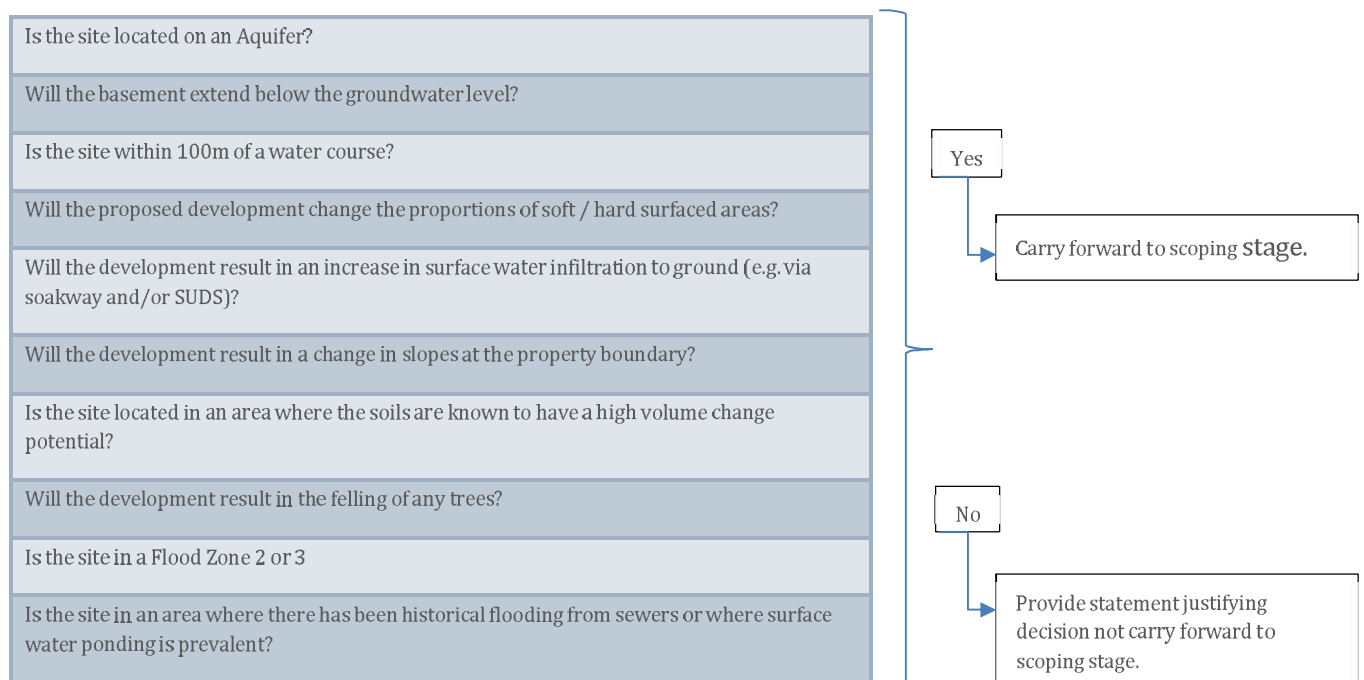 Is the site located on an Aquifer?
Will the basement extend below the groundwater level?
Is the site within 100m of a water course?
Will the proposed development change the proportions of soft / hard surfaced areas?
Will the development result in an increase in surface water infiltration to ground (e.g. via
soakway and/or SUDS)?
Will the development result in a change in slopes at the property boundary?
Is the site located in an area where the soils are known to have a high volume change
potential?
Will the development result in the felling of any trees?
Is the site in a Flood Zone 2 or 3
Is the site in an area where there has been historical flooding from sewers or where surface
water ponding is prevalent?
Yes
Carry forward to scoping stage.
No
Provide statement justifying
decision not carry forward to
scoping stage.